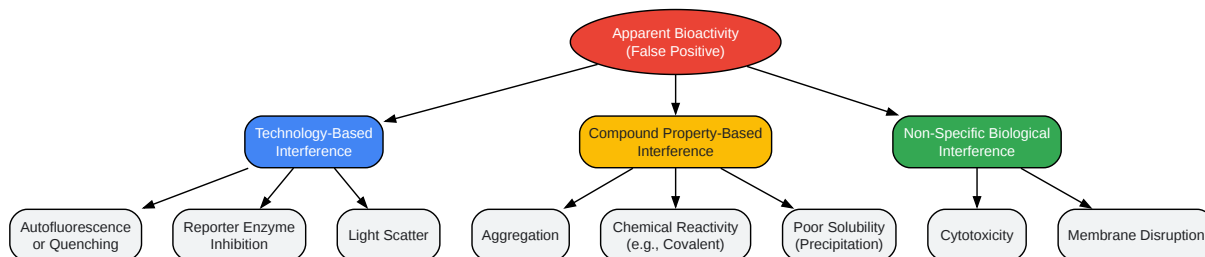 Apparent Bioactivity
(False Positive)
Technology-Based
Interference
Compound Property-Based
Interference
Non-Specific Biological
Interference
Autofluorescence
or Quenching
Reporter Enzyme
Inhibition
Light Scatter
Aggregation
Chemical Reactivity
(e.g., Covalent)
Poor Solubility
(Precipitation)
Cytotoxicity
Membrane Disruption